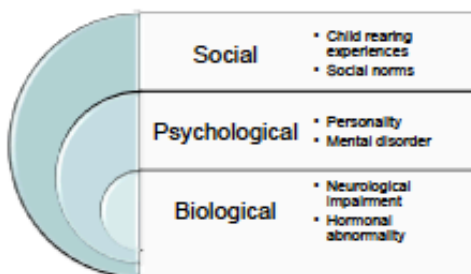 Social
▪ Child rearing
experiences
▪ Social norms
Psychological
▪ Personality
▪ Mental disorder
Biological
▪ Neurological
Impairment
▪ Hormonal
abnormality